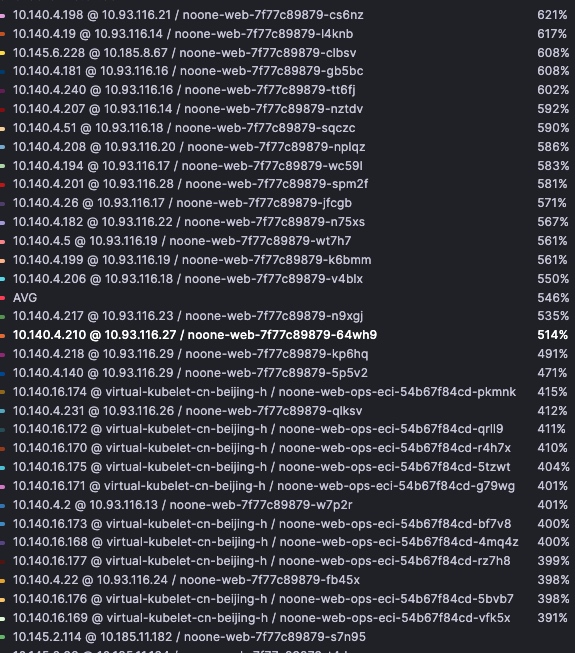 10.140.4.198 @ 10.93.116.21 / noone-web-7f77c89879-cs6nz 621%
10.140.4.19 @ 10.93.116.14 / noone-web-7f77c89879-l4knb 617%
10.145.6.228 @ 10.185.8.67 / noone-web-7f77c89879-clbsv 608%
10.140.4.181 @ 10.93.116.16 / noone-web-7f77c89879-gb5bc 608%
10.140.4.240 @ 10.93.116.16 / noone-web-7f77c89879-tt6fj 602%
10.140.4.207 @ 10.93.116.14 / noone-web-7f77c89879-nztdv 592%
10.140.4.51 @ 10.93.116.18 / noone-web-7f77c89879-sqczc 590%
10.140.4.208 @ 10.93.116.20 / noone-web-7f77c89879-nplqz 586%
10.140.4.194 @ 10.93.116.17 / noone-web-7f77c89879-wc59l 583%
10.140.4.201 @ 10.93.116.28 / noone-web-7f77c89879-spm2f 581%
10.140.4.26 @ 10.93.116.17 / noone-web-7f77c89879-jfcgb 571%
10.140.4.182 @ 10.93.116.22 / noone-web-7f77c89879-n75xs 567%
10.140.4.5 @ 10.93.116.19 / noone-web-7f77c89879-wt7h7 561%
10.140.4.199 @ 10.93.116.19 / noone-web-7f77c89879-k6bmm 561%
10.140.4.206 @ 10.93.116.18 / noone-web-7f77c89879-v4blx 550%
AVG 546%
10.140.4.217 @ 10.93.116.23 / noone-web-7f77c89879-n9xgj 535%
10.140.4.210 @ 10.93.116.27 / noone-web-7f77c89879-64wh9 514%
10.140.4.218 @ 10.93.116.29 / noone-web-7f77c89879-kp6hq 491%
10.140.4.140 @ 10.93.116.29 / noone-web-7f77c89879-5p5v2 471%
10.140.16.174 @ virtual-kubelet-cn-beijing-h / noone-web-ops-eci-54b67f84cd-pkmnk 415%
10.140.4.231 @ 10.93.116.26 / noone-web-7f77c89879-qlksv 412%
10.140.16.172 @ virtual-kubelet-cn-beijing-h / noone-web-ops-eci-54b67f84cd-qrll9 411%
10.140.16.170 @ virtual-kubelet-cn-beijing-h / noone-web-ops-eci-54b67f84cd-r4h7x 410%
10.140.16.175 @ virtual-kubelet-cn-beijing-h / noone-web-ops-eci-54b67f84cd-5tzwt 404%
10.140.16.171 @ virtual-kubelet-cn-beijing-h / noone-web-ops-eci-54b67f84cd-g79wg 401%
10.140.4.2 @ 10.93.116.13 / noone-web-7f77c89879-w7p2r 401%
10.140.16.173 @ virtual-kubelet-cn-beijing-h / noone-web-ops-eci-54b67f84cd-bf7v8 400%
10.140.16.168 @ virtual-kubelet-cn-beijing-h / noone-web-ops-eci-54b67f84cd-4mq4z 400%
10.140.16.177 @ virtual-kubelet-cn-beijing-h / noone-web-ops-eci-54b67f84cd-rz7h8 399%
10.140.4.22 @ 10.93.116.24 / noone-web-7f77c89879-fb45x 398%
10.140.16.176 @ virtual-kubelet-cn-beijing-h / noone-web-ops-eci-54b67f84cd-5bvb7 398%
10.140.16.169 @ virtual-kubelet-cn-beijing-h / noone-web-ops-eci-54b67f84cd-vfk5x 391%
10.145.2.114 @ 10.185.11.182 / noone-web-7f77c89879-s7n95